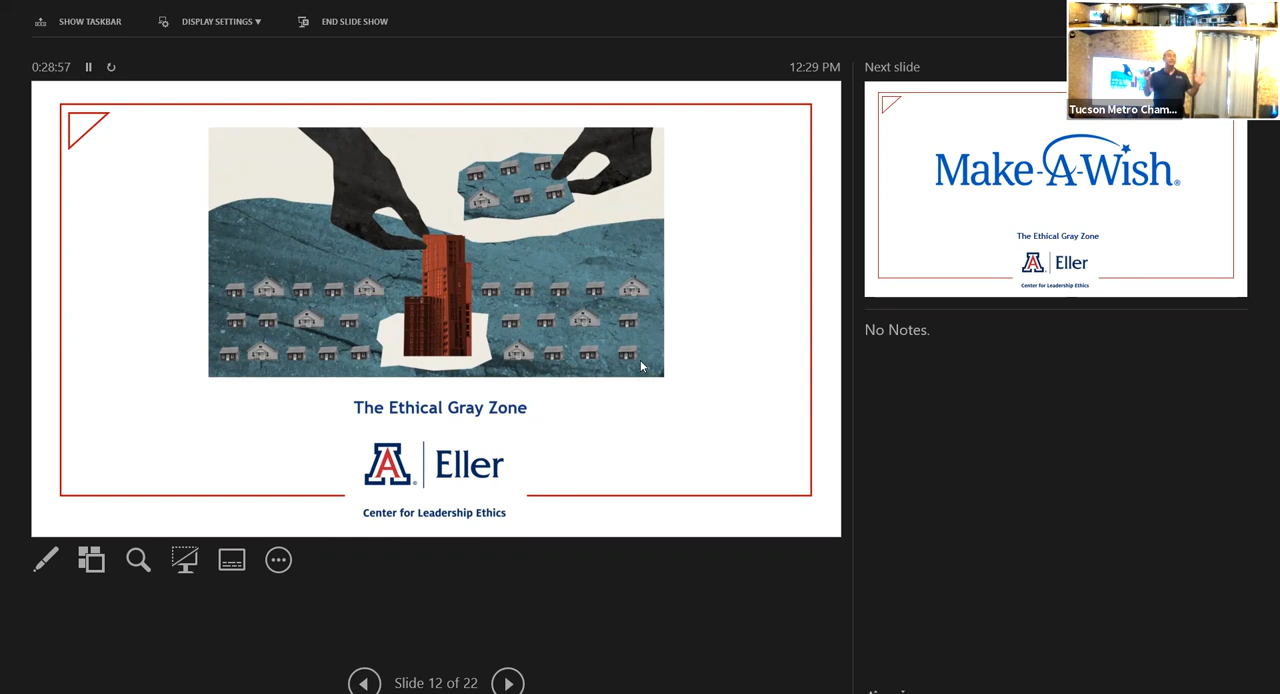 SHOW TASKBAR
DISPLAY SETTINGS ▼
END SLIDE SHOW
0:28:57
12:29 PM
Next slide
Tucson Metro Cham...
Make-A-Wish®
The Ethical Gray Zone
A Eller
Center for Leadership Ethics
No Notes.
The Ethical Gray Zone
A® Eller
Center for Leadership Ethics
Slide 12 of 22